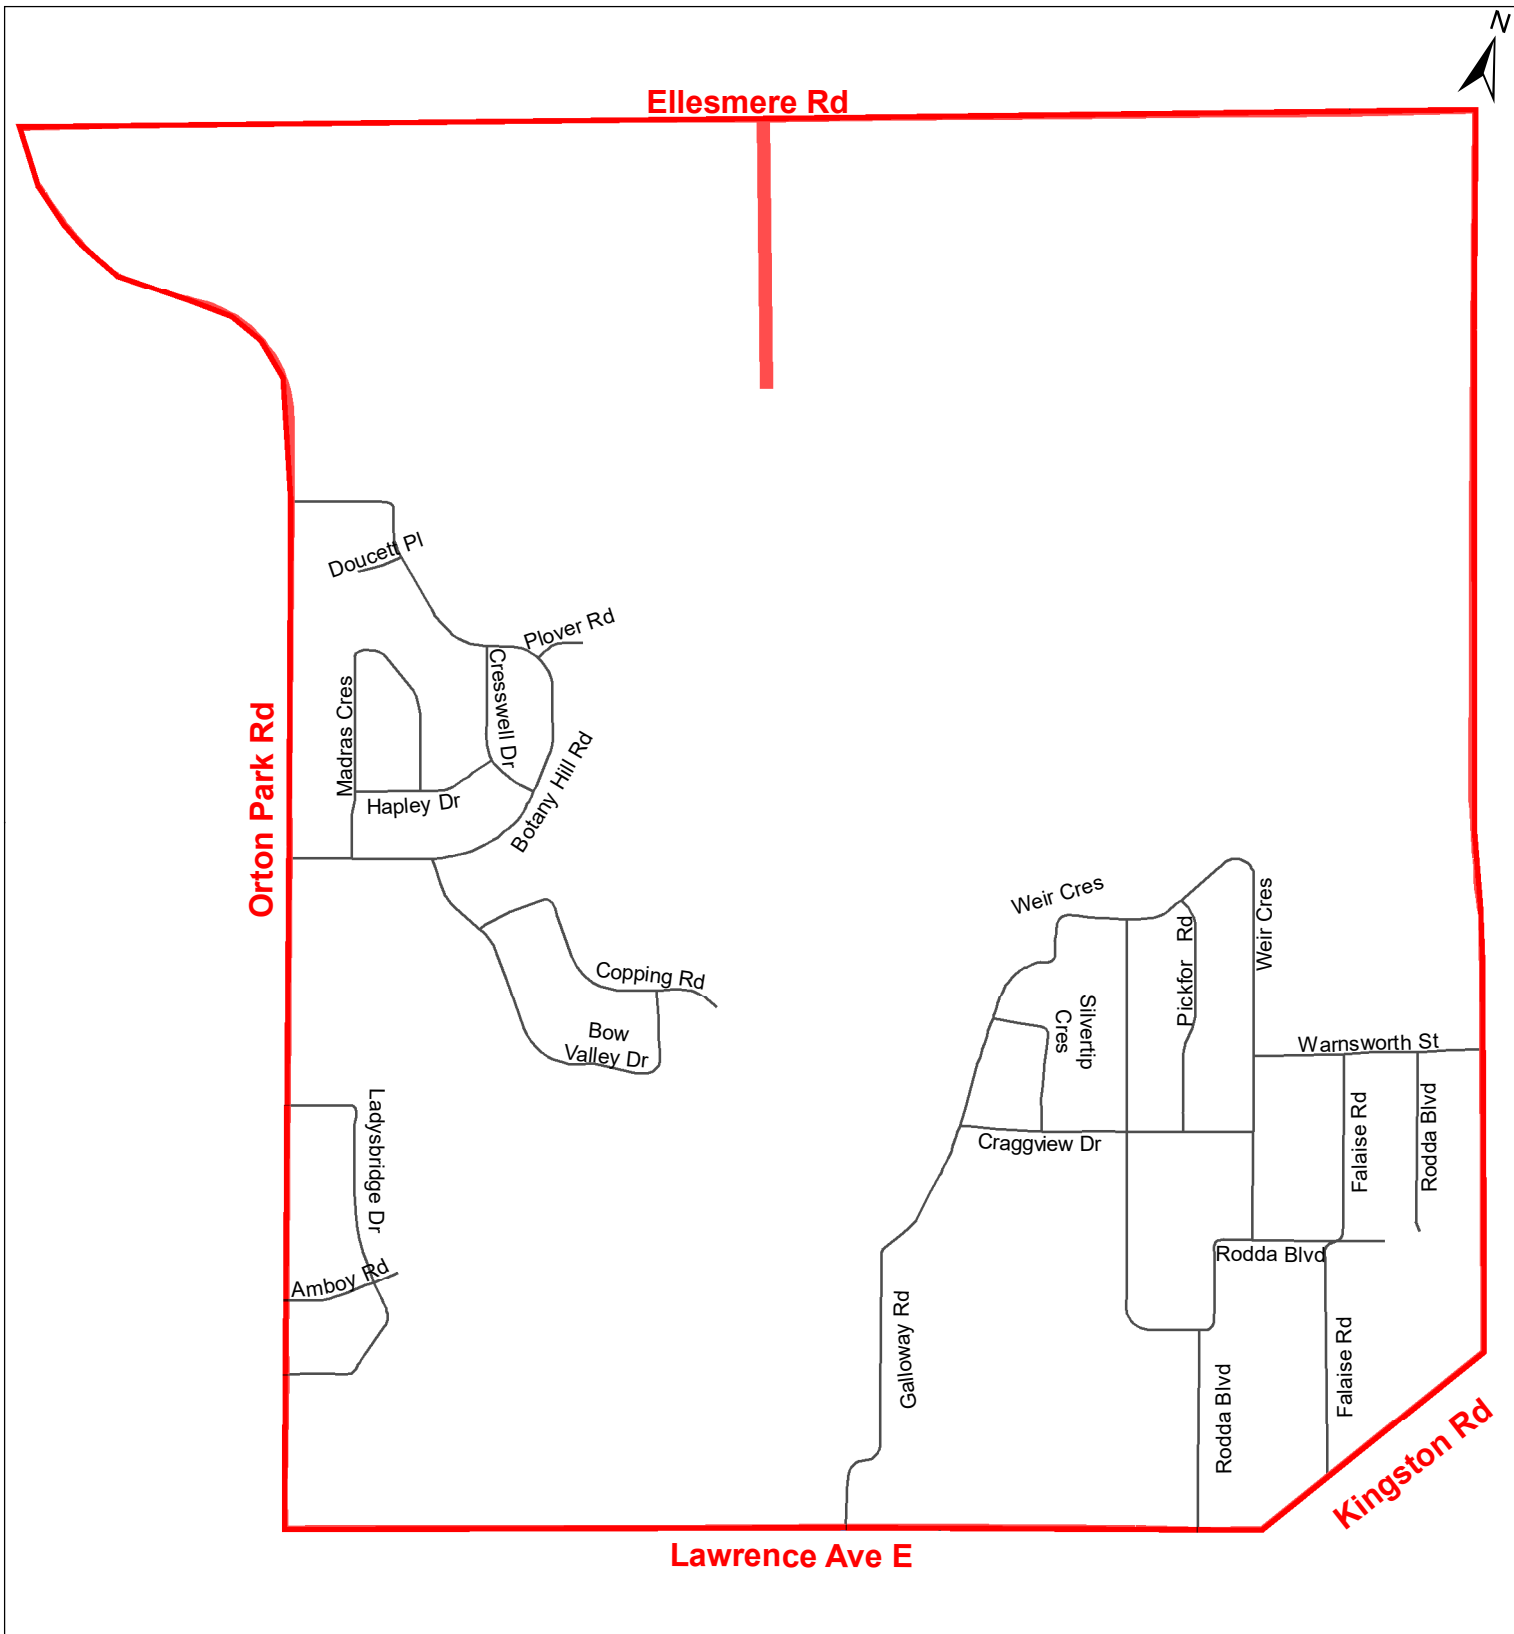 N
Ellesmere Rd
Doucett Pl
Plover Rd
Cresswell Dr
Madras Cres
Orton Park Rd
Botany Hill Rd
Hapley Dr
Weir Cres
Weir Cres
Pickfor Rd
Copping Rd
Silvertip
Cres
Bow
Valley Dr
Warnsworth St
Ladysbridge Dr
Falaise Rd
Rodda Blvd
Craggview Dr
Rodda Blvd
Amboy Rd
Galloway Rd
Falaise Rd
Rodda Blvd
Kingston Rd
Lawrence Ave E